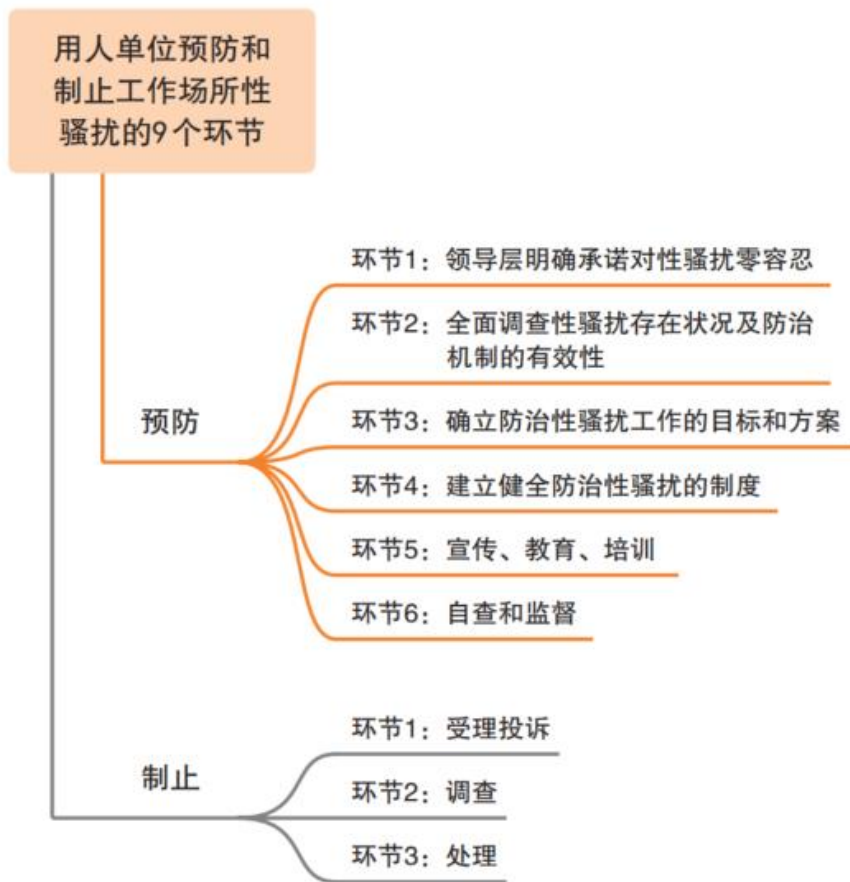 用人单位预防和
制止工作场所性
骚扰的9个环节
预防
环节1：领导层明确承诺对性骚扰零容忍
环节2：全面调查性骚扰存在状况及防治
机制的有效性
环节3：确立防治性骚扰工作的目标和方案
环节4：建立健全防治性骚扰的制度
环节5：宣传、教育、培训
环节6：自查和监督
制止
环节1：受理投诉
环节2：调查
环节3：处理